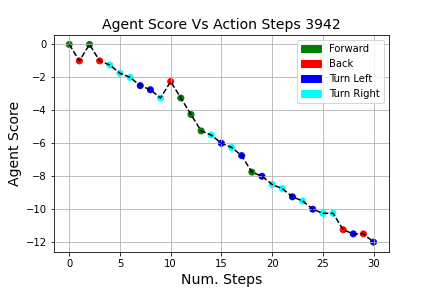 Agent Score Vs Action Steps 3942
Agent Score
0
−2
−4
−6
−8
−10
−12
Forward
Back
Turn Left
Turn Right
0 5 10 15 20 25 30
Num. Steps